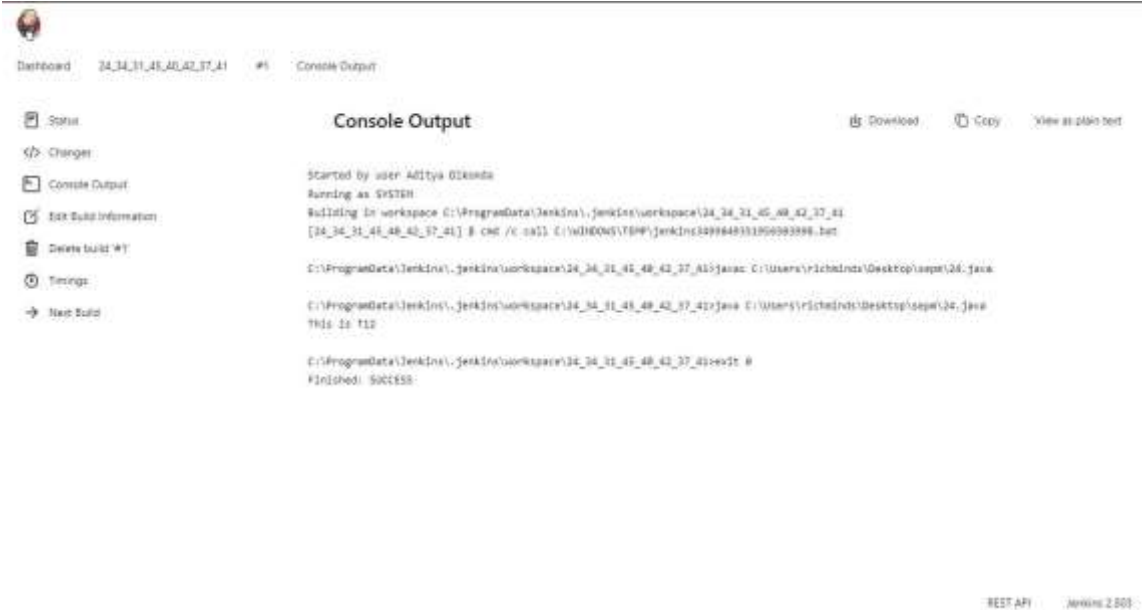 Dashboard 24_34_31_45_40_42_37_41 #1 Console Output
Status
Changes
Console Output
Edit Build Information
Delete build '#1'
Timings
Next Build
Console Output
Download Copy View as plain text
Started by user Aditya Dikonda
Running as SYSTEM
Building in workspace C:\ProgramData\Jenkins\.jenkins\workspace\24_34_31_45_40_42_37_41
[24_34_31_45_40_42_37_41] $ cmd /c call
C:\ProgramData\Jenkins\.jenkins\workspace\24_34_31_45_40_42_37_41>javac C:\Users\richminds\Desktop\sepm\24.java
C:\ProgramData\Jenkins\.jenkins\workspace\24_34_31_45_40_42_37_41>java C:\Users\richminds\Desktop\sepm\24.java
This is T12
C:\ProgramData\Jenkins\.jenkins\workspace\24_34_31_45_40_42_37_41>exit 0
Finished: SUCCESS
REST API Jenkins 2.503